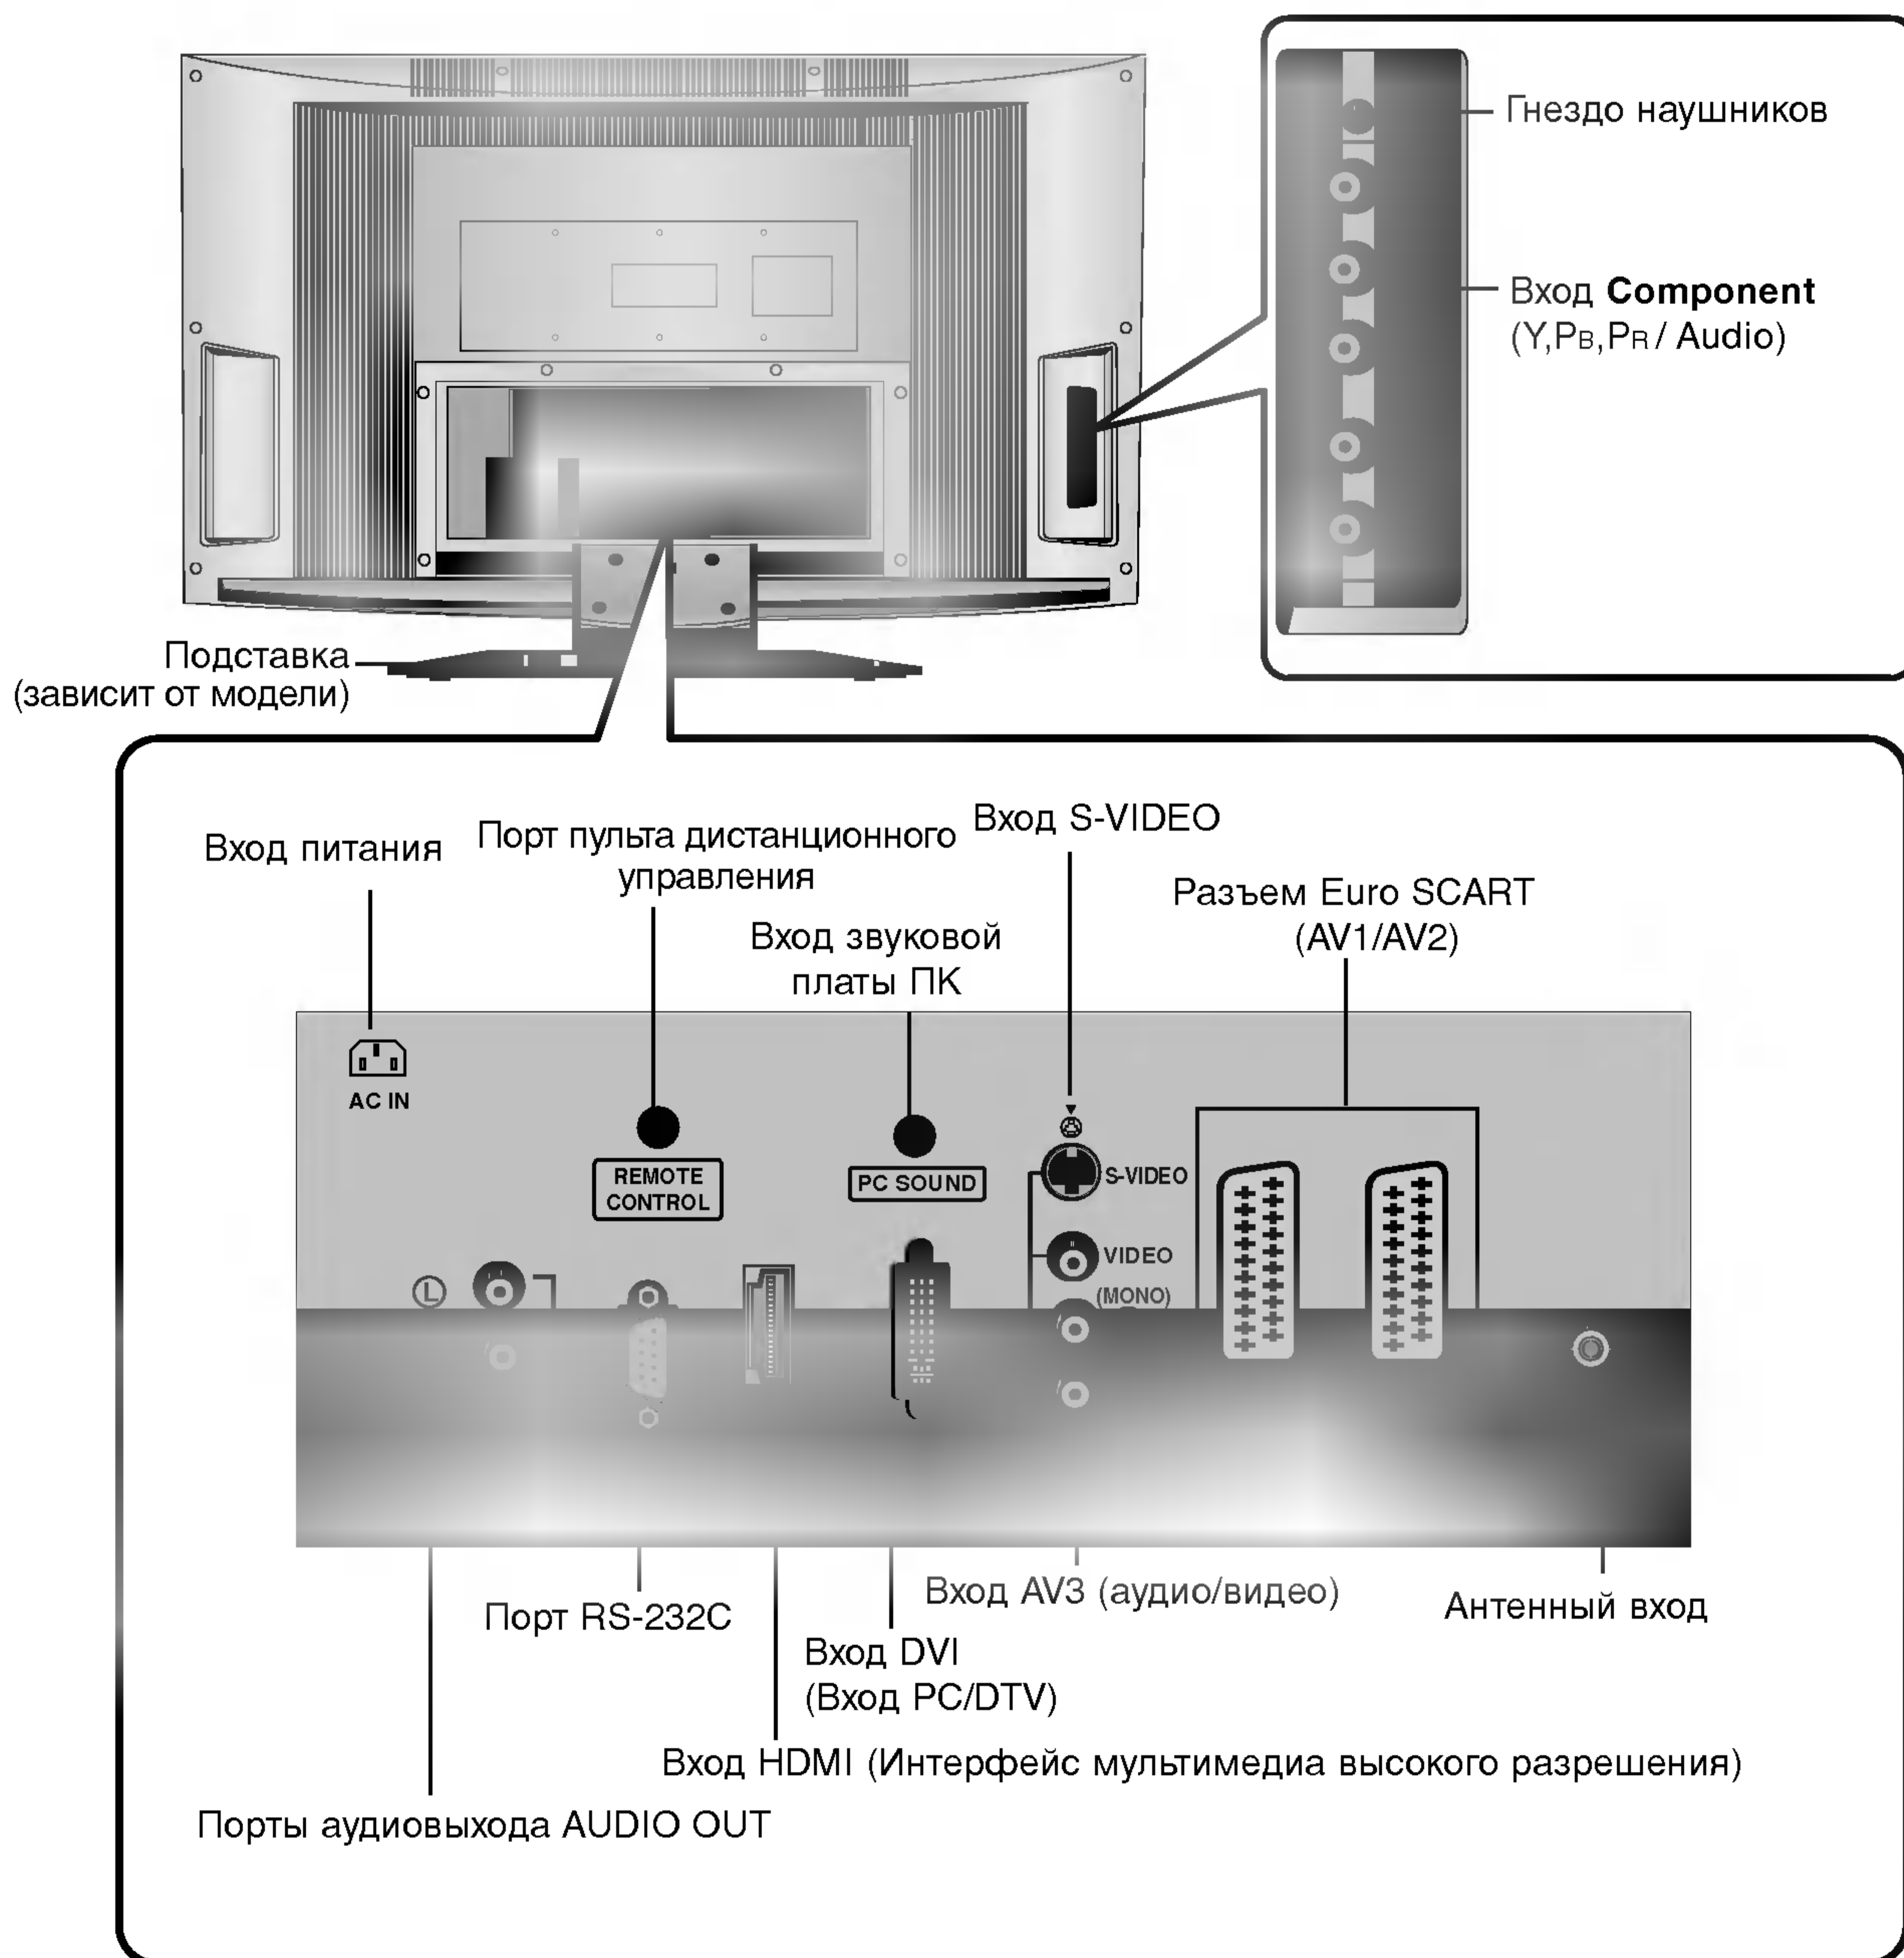 Гнездо наушников
Вход Component
(Y,PB,PR / Audio)
Подставка
(зависит от модели)
Вход питания
Порт пульта дистанционного
управления
Вход S-VIDEO
Вход звуковой
платы ПК
Разъем Euro SCART
(AV1/AV2)
AC IN
REMOTE
CONTROL
PC SOUND
S-VIDEO
VIDEO
(MONO)
L
Порт RS-232C
Вход AV3 (аудио/видео)
Антенный вход
Вход DVI
(Вход PC/DTV)
Вход HDMI (Интерфейс мультимедиа высокого разрешения)
Порты аудиовыхода AUDIO OUT